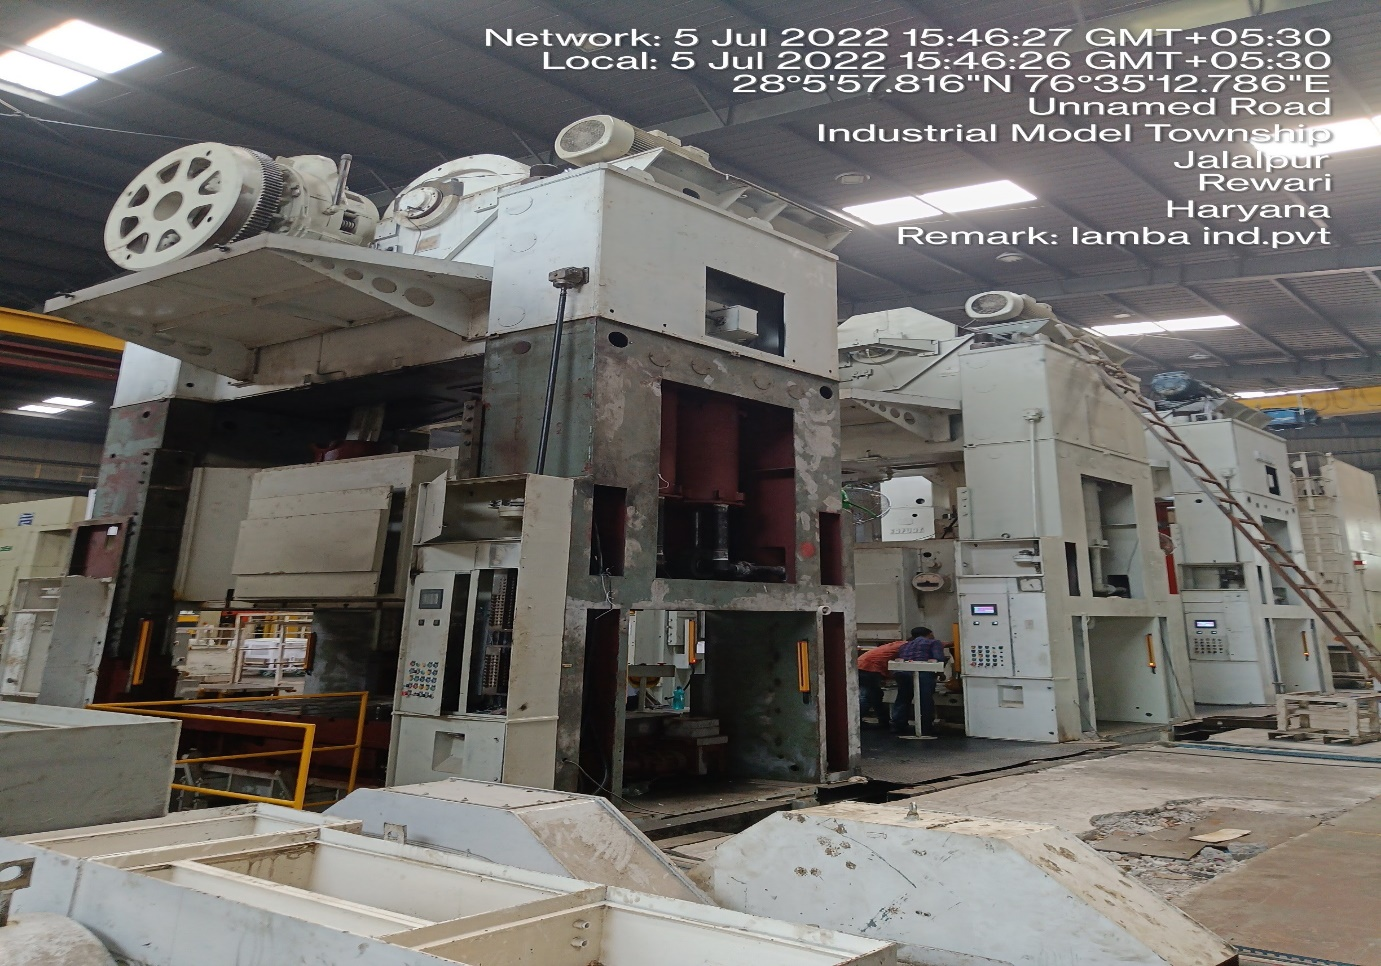 Network: 5 Jul 2022 15:46:27 GMT+05:30
Local: 5 Jul 2022 15:46:26 GMT+05:30
28°5'57.816"N 76°35'12.786"E
Unnamed Road
Industrial Model Township
Jalalpur
Rewari
Haryana
Remark: lamba ind.pvt